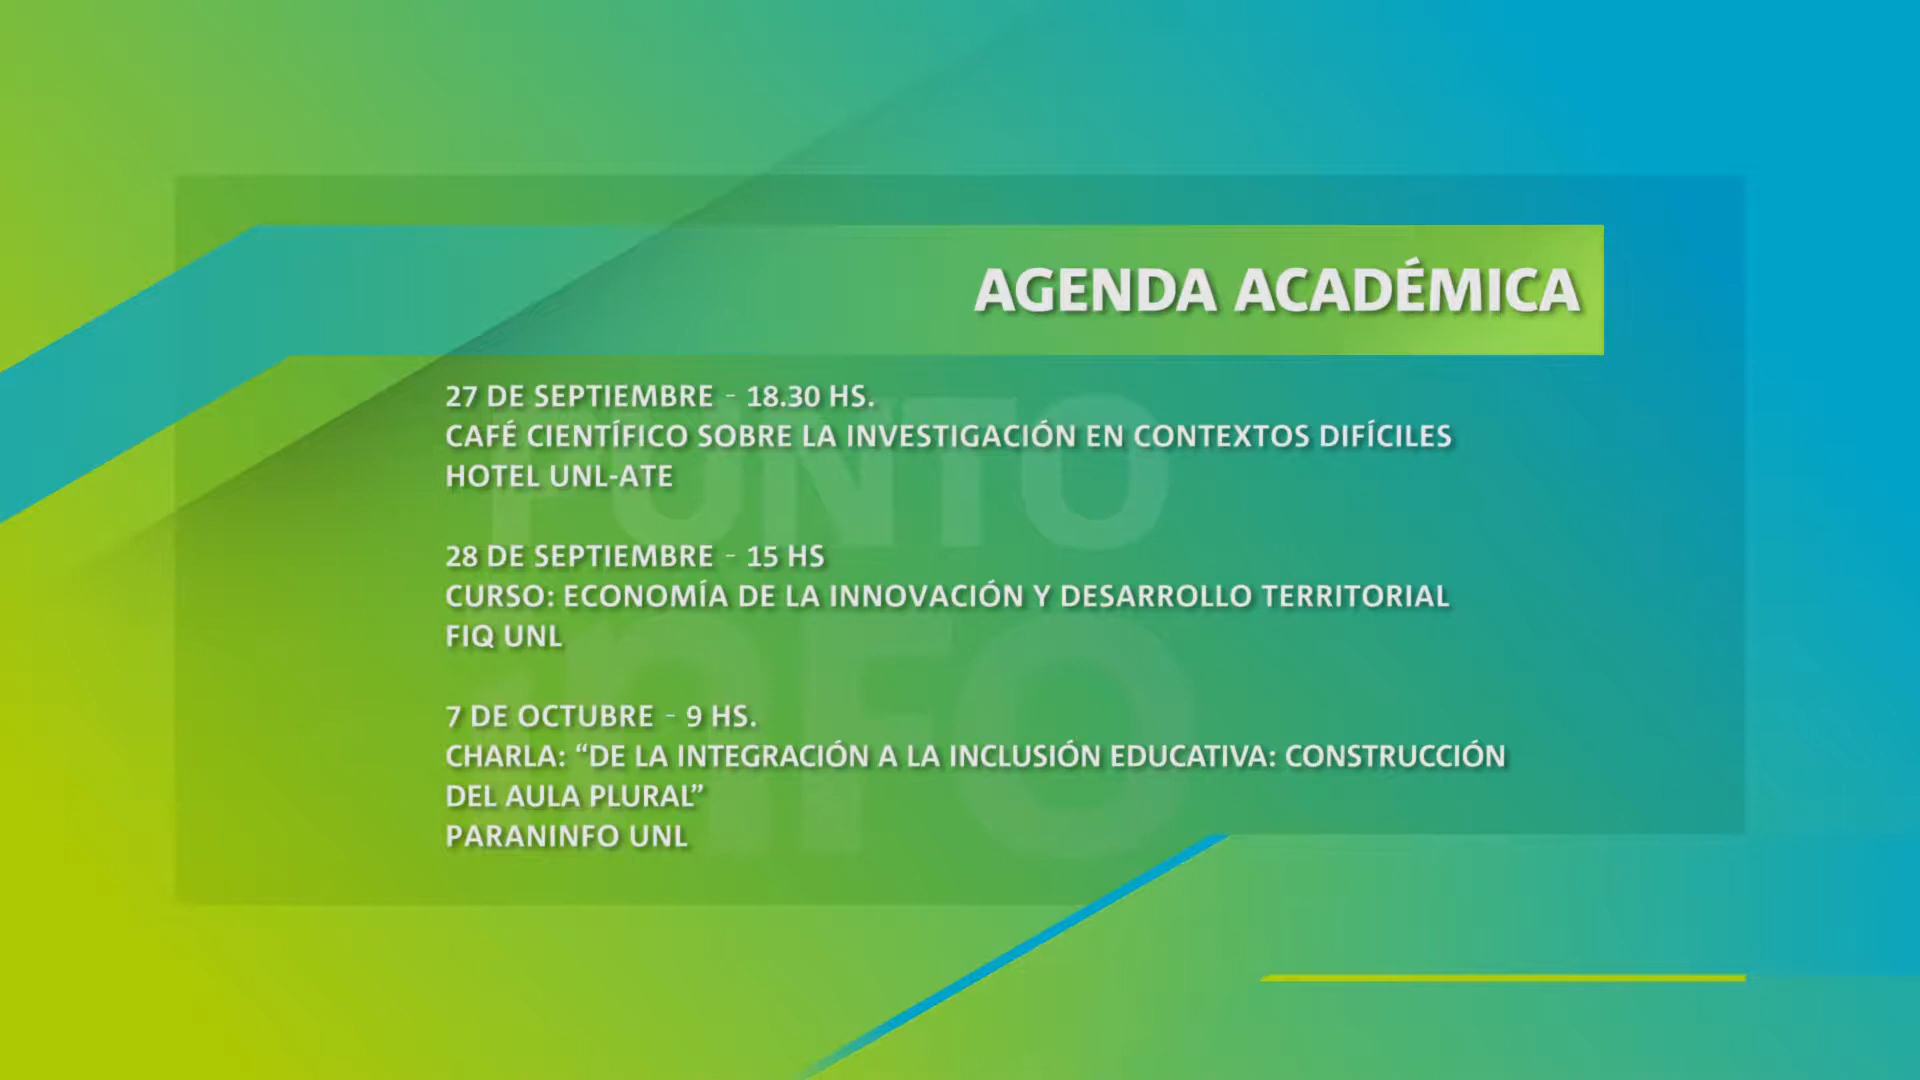 AGENDA ACADÉMICA
27 DE SEPTIEMBRE - 18.30 HS.
CAFÉ CIENTÍFICO SOBRE LA INVESTIGACIÓN EN CONTEXTOS DIFÍCILES
HOTEL UNL-ATE
28 DE SEPTIEMBRE - 15 HS
CURSO: ECONOMÍA DE LA INNOVACIÓN Y DESARROLLO TERRITORIAL
FIQ UNL
7 DE OCTUBRE - 9 HS.
CHARLA: “DE LA INTEGRACIÓN A LA INCLUSIÓN EDUCATIVA: CONSTRUCCIÓN
DEL AULA PLURAL”
PARANINFO UNL
PUNTO
inFO